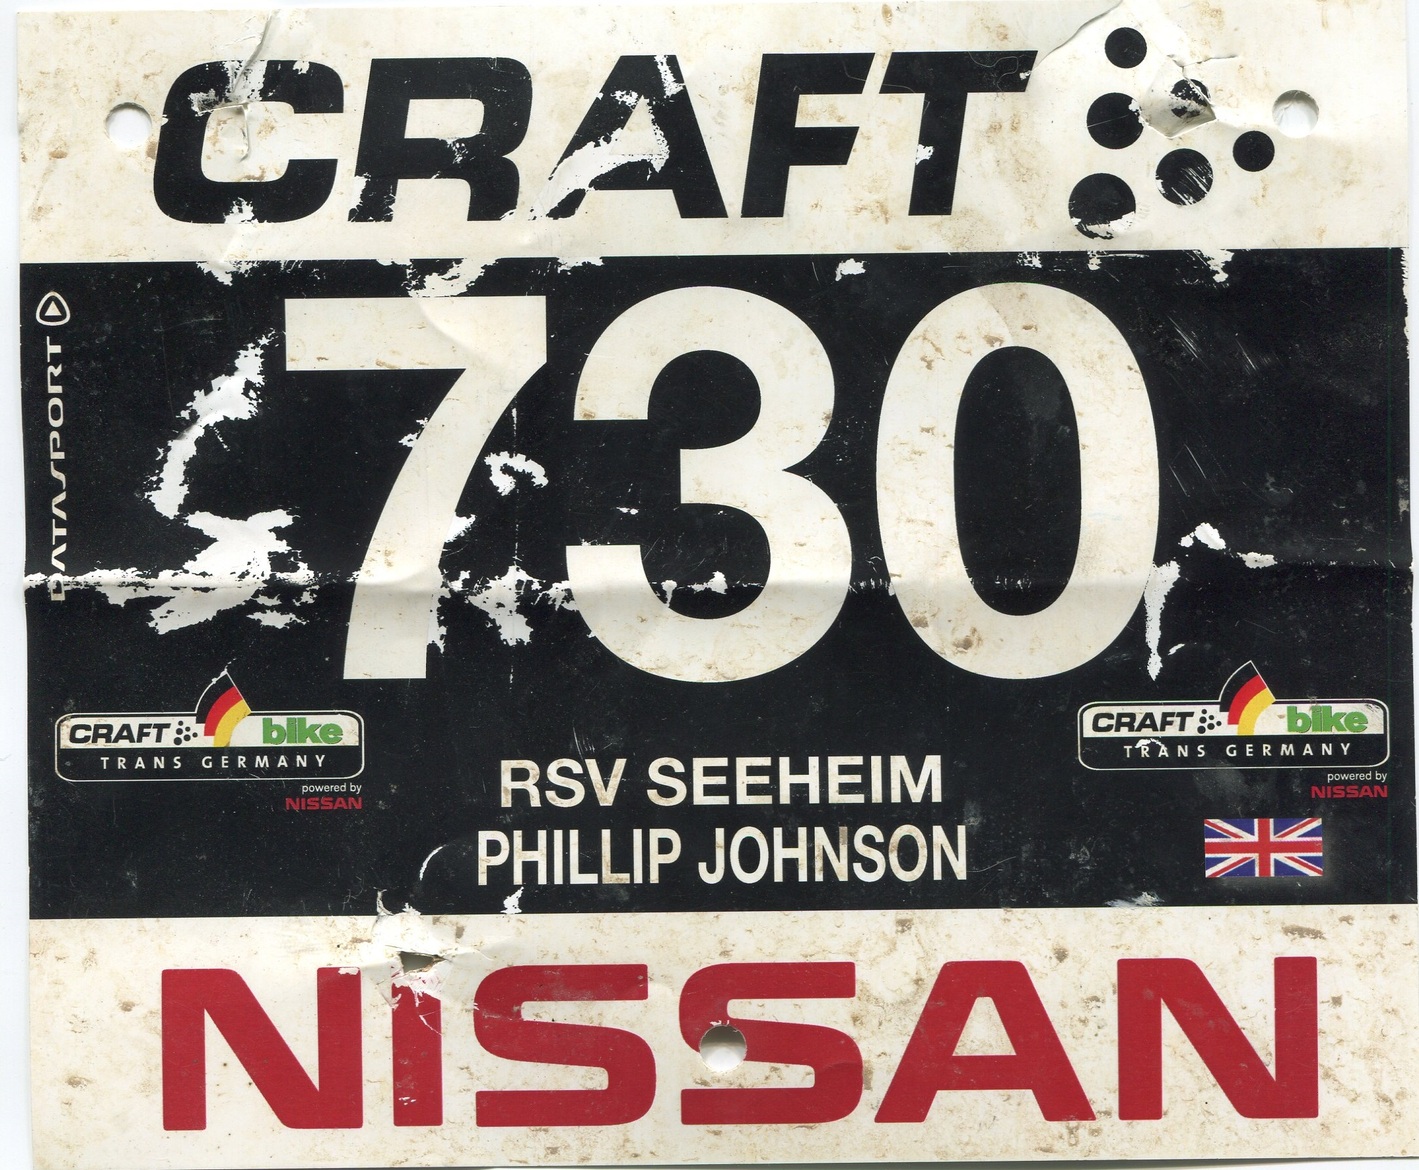 CRAFT
DATASPORT
730
CRAFT bike
TRANS GERMANY
powered by
NISSAN
CRAFT bike
TRANS GERMANY
powered by
NISSAN
RSV SEEHEIM
PHILLIP JOHNSON
NISSAN